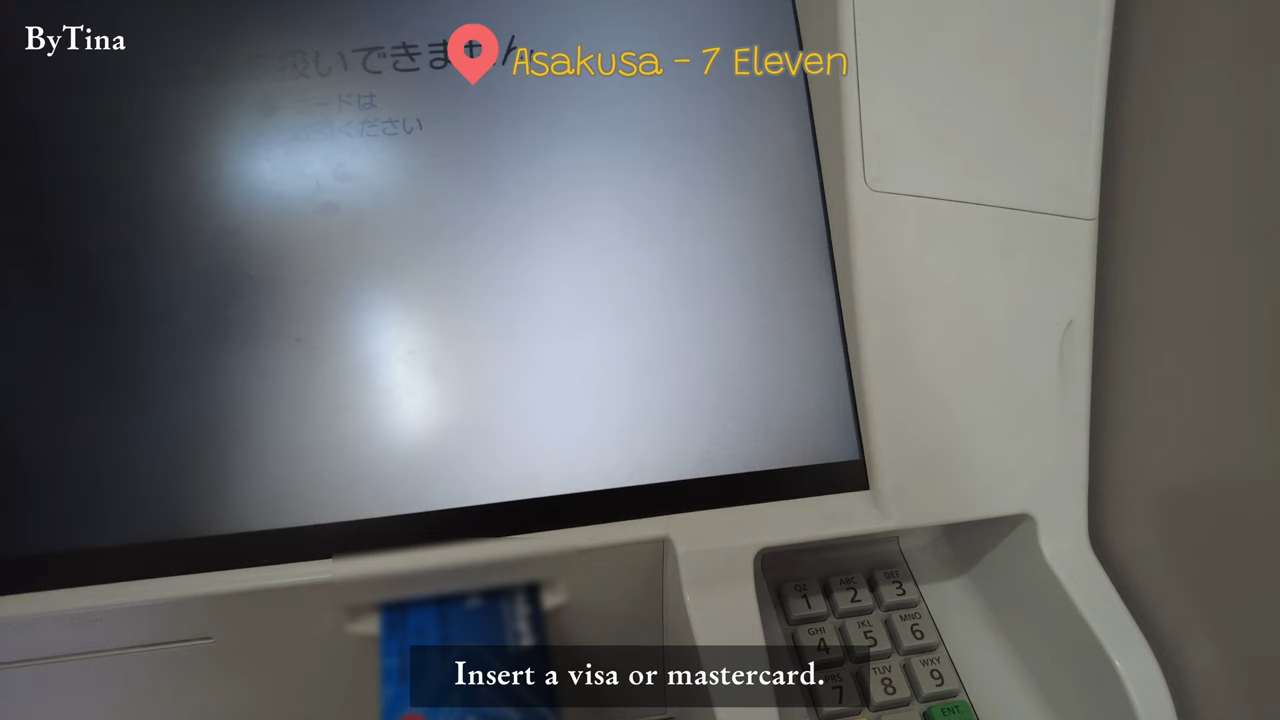 ByTina
扱いできません
Asakusa - 7 Eleven
ードは
ください
QZ ABC DEF
1 2 3
GHI JKL MNO
4 5 6
PRS TUV WXY
7 8 9
ENT.
Insert a visa or mastercard.